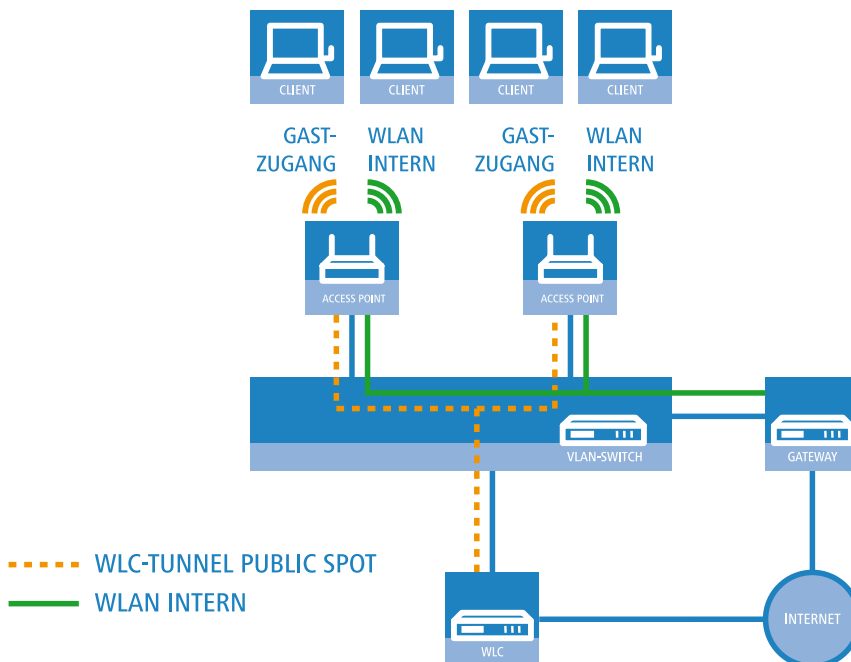 CLIENT
CLIENT
CLIENT
CLIENT
GAST-
ZUGANG
WLAN
INTERN
GAST-
ZUGANG
WLAN
INTERN
ACCESS POINT
ACCESS POINT
VLAN-SWITCH
GATEWAY
WLC-TUNNEL PUBLIC SPOT
WLAN INTERN
WLC
INTERNET